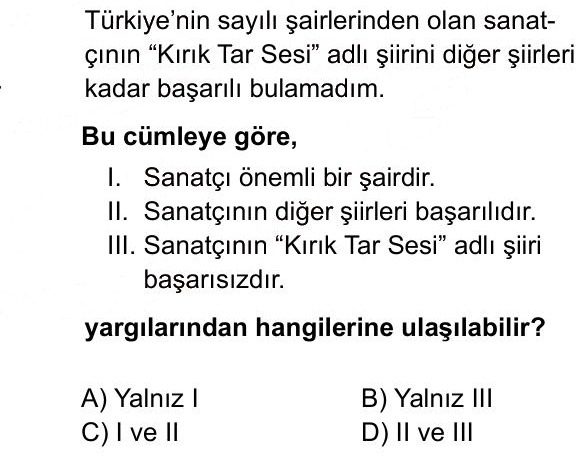 Türkiye’nin sayılı şairlerinden olan sanat-
çının “Kırık Tar Sesi” adlı şiirini diğer şiirleri
kadar başarılı bulamadım.
Bu cümleye göre,
I. Sanatçı önemli bir şairdir.
II. Sanatçının diğer şiirleri başarılıdır.
III. Sanatçının “Kırık Tar Sesi” adlı şiiri
başarısızdır.
yargılarından hangilerine ulaşılabilir?
A) Yalnız I B) Yalnız III
C) I ve II D) II ve III